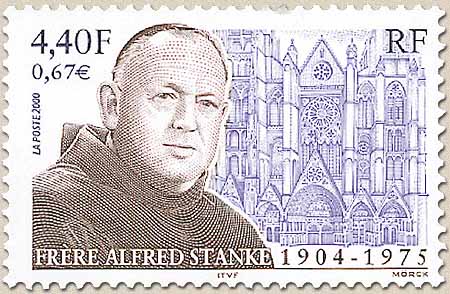 4,40F RF
0,67€
LA POSTE 2000
FRÈRE ALFRED STANKE 1904-1975
ITVF MORCK